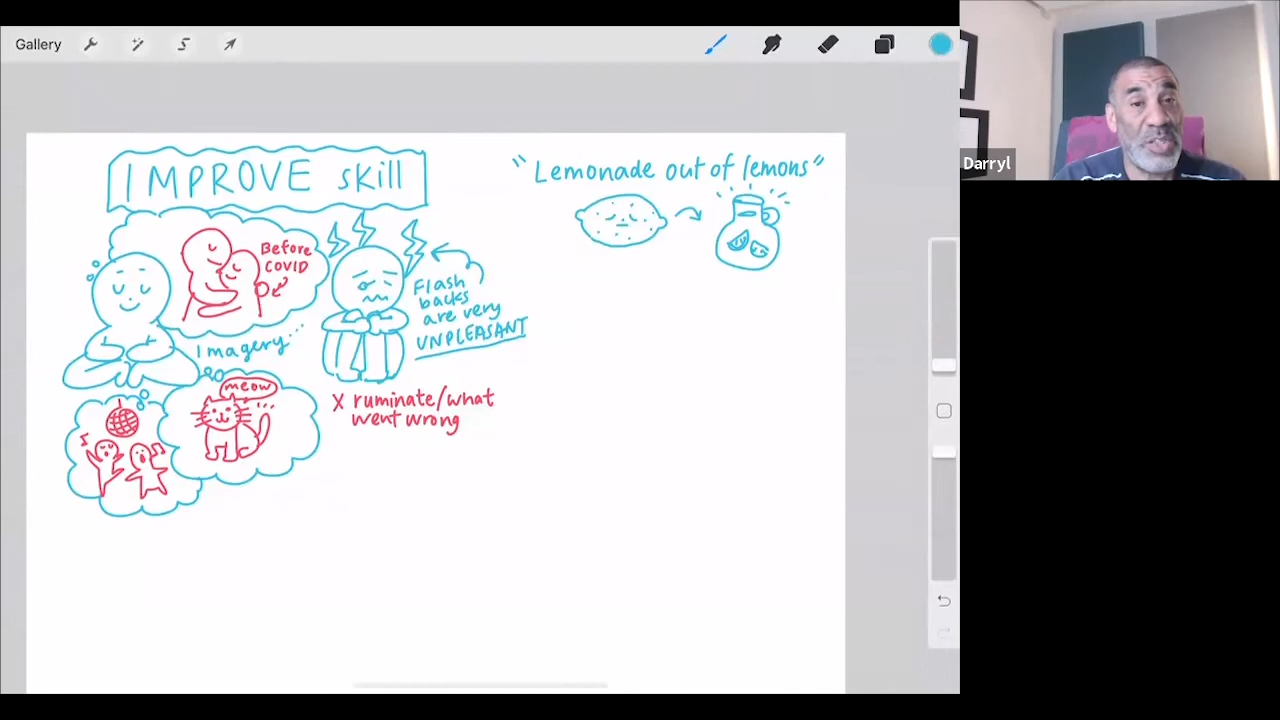 Gallery
IMPROVE skill
"Lemonade out of lemons"
Before
COVID
Flash
backs
are very
UNPLEASANT
Imagery...
meow
X ruminate/what
went wrong
Darryl